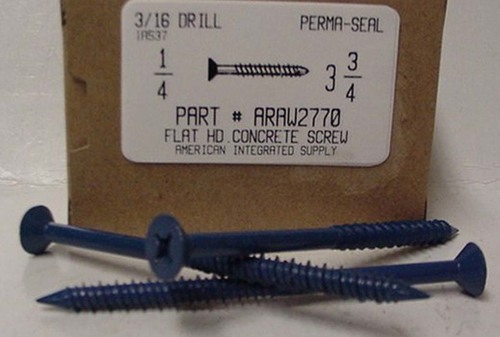 3/16 DRILL PERMA-SEAL
1AS37
1/4 3 3/4
PART # ARAW2770
FLAT HD. CONCRETE SCREW
AMERICAN INTEGRATED SUPPLY